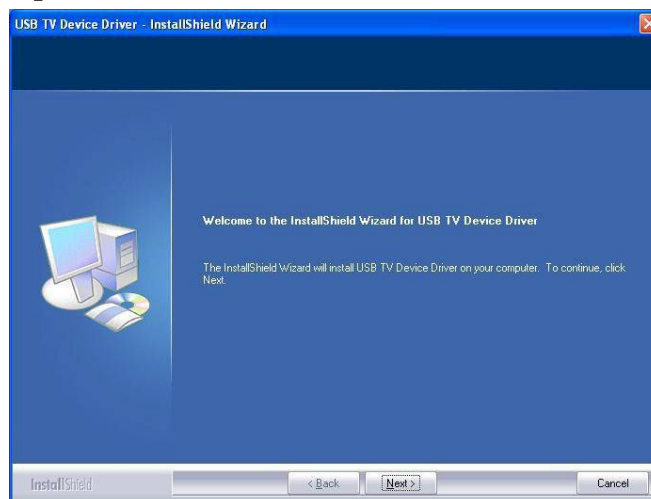 USB TV Device Driver - InstallShield Wizard
Welcome to the InstallShield Wizard for USB TV Device Driver
The InstallShield Wizard will install USB TV Device Driver on your computer. To continue, click
Next.
InstallShield
< Back
Next >
Cancel